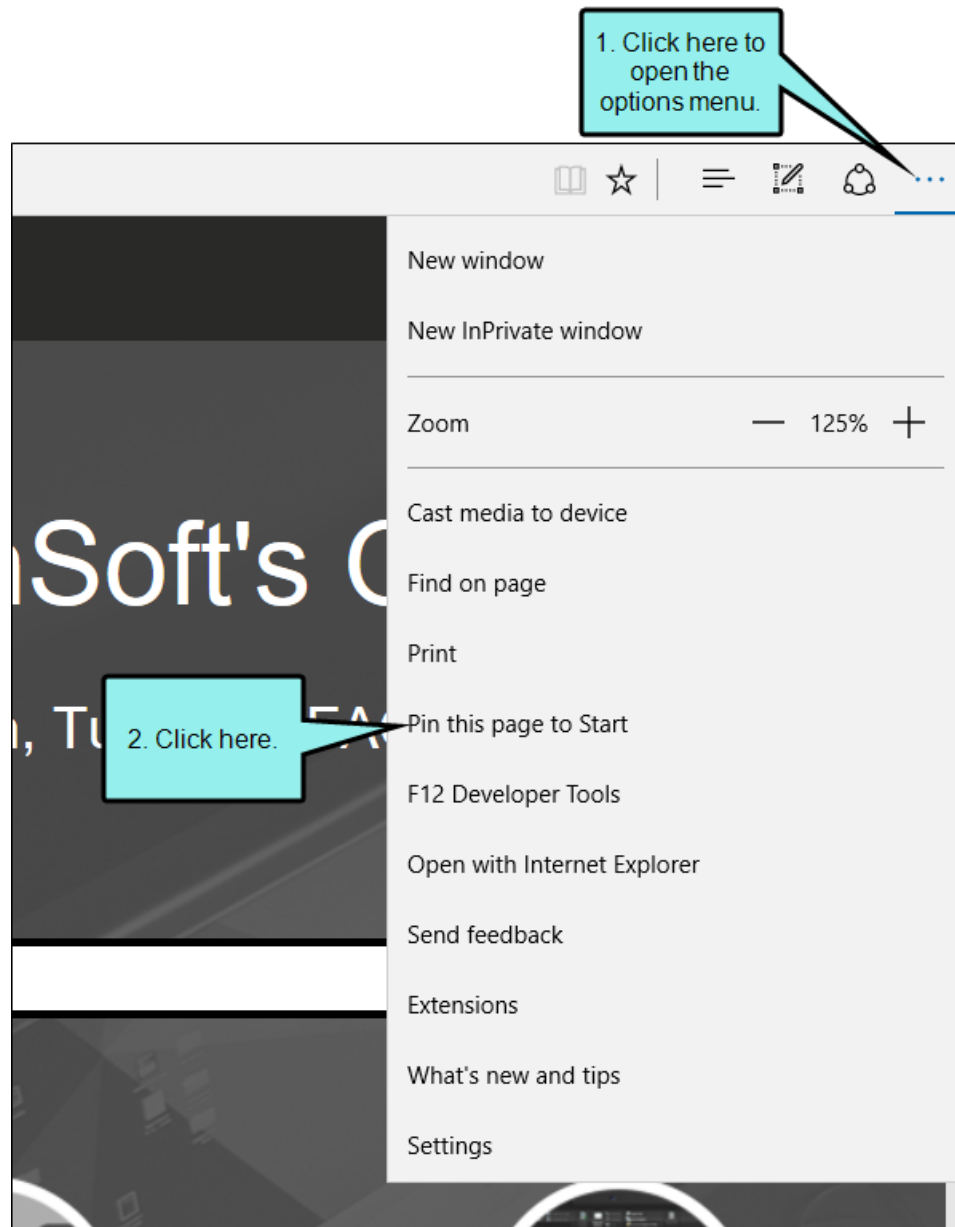 1. Click here to
open the
options menu.
New window
New InPrivate window
Zoom 125%
Cast media to device
Soft's
Find on page
Print
Pin this page to Start
2. Click here.
F12 Developer Tools
Open with Internet Explorer
Send feedback
Extensions
What's new and tips
Settings